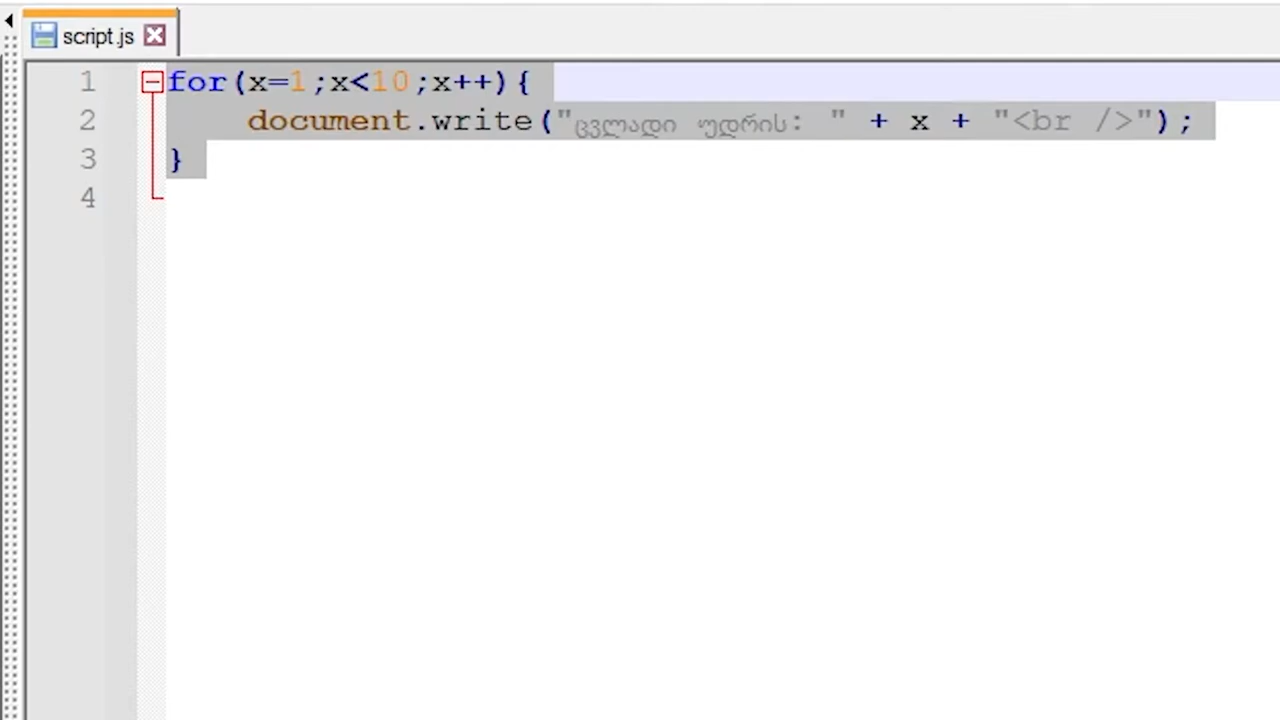 script.js
1 for(x=1;x<10;x++){
2 document.write("ცვლადი უდრის: " + x + "<br />");
3 }
4